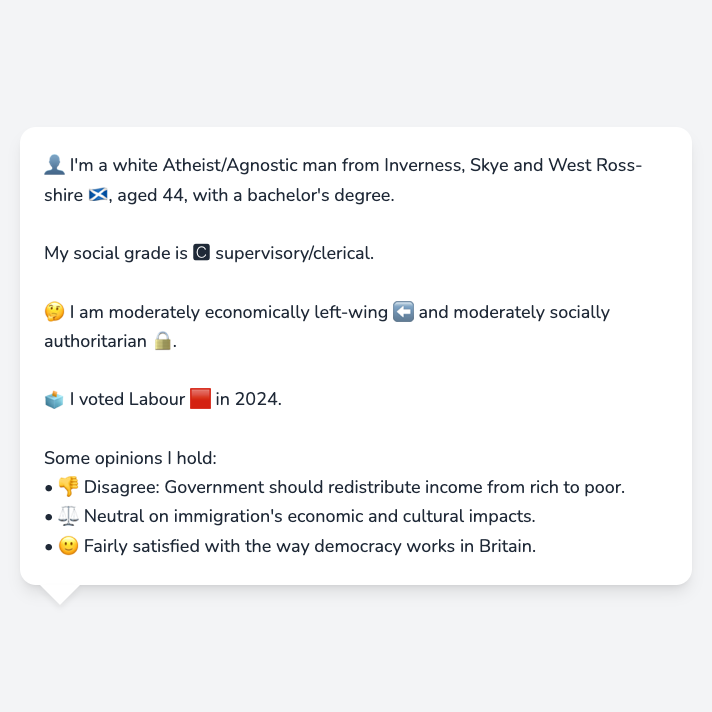 👤 I'm a white Atheist/Agnostic man from Inverness, Skye and West Ross-
shire 🏴󠁧󠁢󠁳󠁣󠁴󠁿, aged 44, with a bachelor's degree.
My social grade is 🅲 supervisory/clerical.
🤔 I am moderately economically left-wing ⬅️ and moderately socially
authoritarian 🔒.
🗳️ I voted Labour 🟥 in 2024.
Some opinions I hold:
• 👎 Disagree: Government should redistribute income from rich to poor.
• ⚖️ Neutral on immigration's economic and cultural impacts.
• 🙂 Fairly satisfied with the way democracy works in Britain.